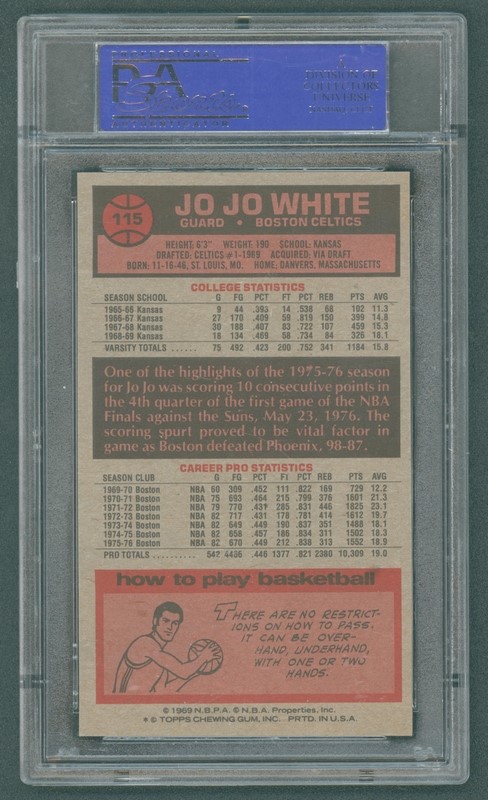 PROFESSIONAL
PSA
A
DIVISION OF
COLLECTORS
UNIVERSE
115
JO JO WHITE
GUARD • BOSTON CELTICS
HEIGHT: 6'3" WEIGHT: 190 SCHOOL: KANSAS
DRAFTED: CELTICS #1-1969 ACQUIRED: VIA DRAFT
BORN: 11-16-46, ST. LOUIS, MO. HOME: DANVERS, MASSACHUSETTS
COLLEGE STATISTICS
SEASON SCHOOL G FG PCT FT PCT REB PTS AVG
1965-66 Kansas 9 44 .393 14 .538 68 102 11.3
1966-67 Kansas 27 170 .409 59 .819 150 399 14.8
1967-68 Kansas 30 188 .407 83 .722 107 459 15.3
1968-69 Kansas 18 134 .469 58 .734 84 326 18.1
VARSITY TOTALS ...... 75 492 .423 200 .752 341 1184 15.8
One of the highlights of the 1975-76 season
for Jo Jo was scoring 10 consecutive points in
the 4th quarter of the first game of the NBA
Finals against the Suns, May 23, 1976. The
scoring spurt proved to be vital factor in
game as Boston defeated Phoenix, 98-87.
CAREER PRO STATISTICS
SEASON CLUB G FG PCT FT PCT REB PTS AVG
1969-70 Boston NBA 60 309 .452 111 .822 169 729 12.2
1970-71 Boston NBA 75 693 .464 215 .799 376 1601 21.3
1971-72 Boston NBA 79 770 .431 285 .831 446 1825 23.1
1972-73 Boston NBA 82 717 .431 178 .781 414 1612 19.7
1973-74 Boston NBA 82 649 .449 190 .837 351 1488 18.1
1974-75 Boston NBA 82 658 .457 186 .834 311 1502 18.3
1975-76 Boston NBA 82 670 .449 212 .838 313 1552 18.9
PRO TOTALS .......... 542 4466 .446 1377 .821 2380 10,309 19.0
how to play basketball
THERE ARE NO RESTRICT-
IONS ON HOW TO PASS.
IT CAN BE OVER-
HAND, UNDERHAND,
WITH ONE OR TWO
HANDS.
© 1969 N.B.P.A. © N.B.A. Properties, Inc.
* © TOPPS CHEWING GUM, INC. PRTD. IN U.S.A.